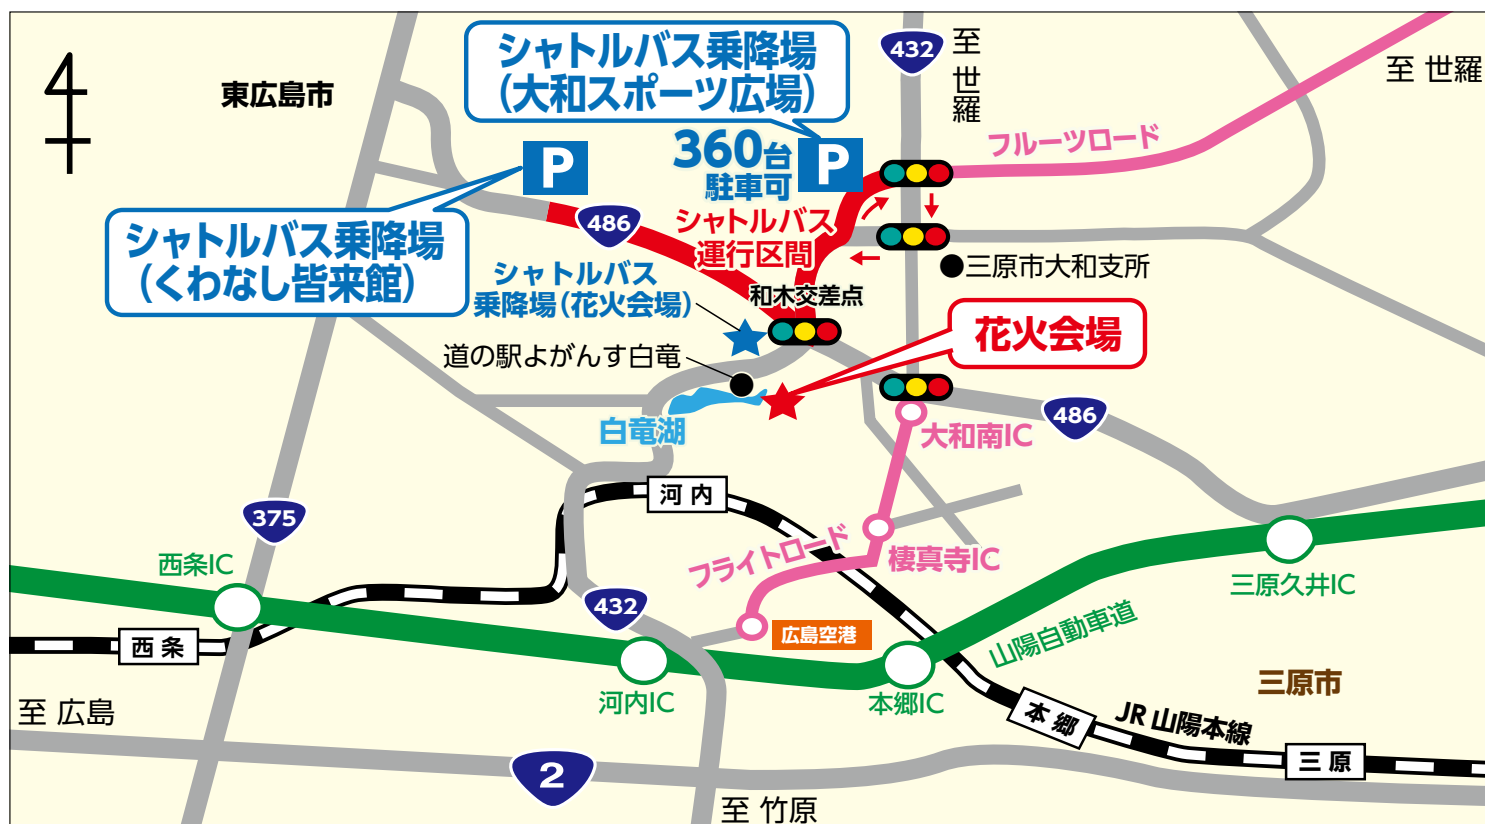 シャトルバス乗降場
(大和スポーツ広場)
432
至 世羅
至 世羅
東広島市
フルーツロード
360台
駐車可
P
P
シャトルバス乗降場
(くわなし皆来館)
486
シャトルバス
運行区間
シャトルバス
乗降場(花火会場)
和木交差点
三原市大和支所
花火会場
道の駅よがんす白竜
白竜湖
大和南IC
486
河内
375
西条IC
フライトロード
棲真寺IC
三原久井IC
432
広島空港
西条
山陽自動車道
河内IC
本郷IC
三原市
至 広島
本郷
JR山陽本線
三原
2
至 竹原